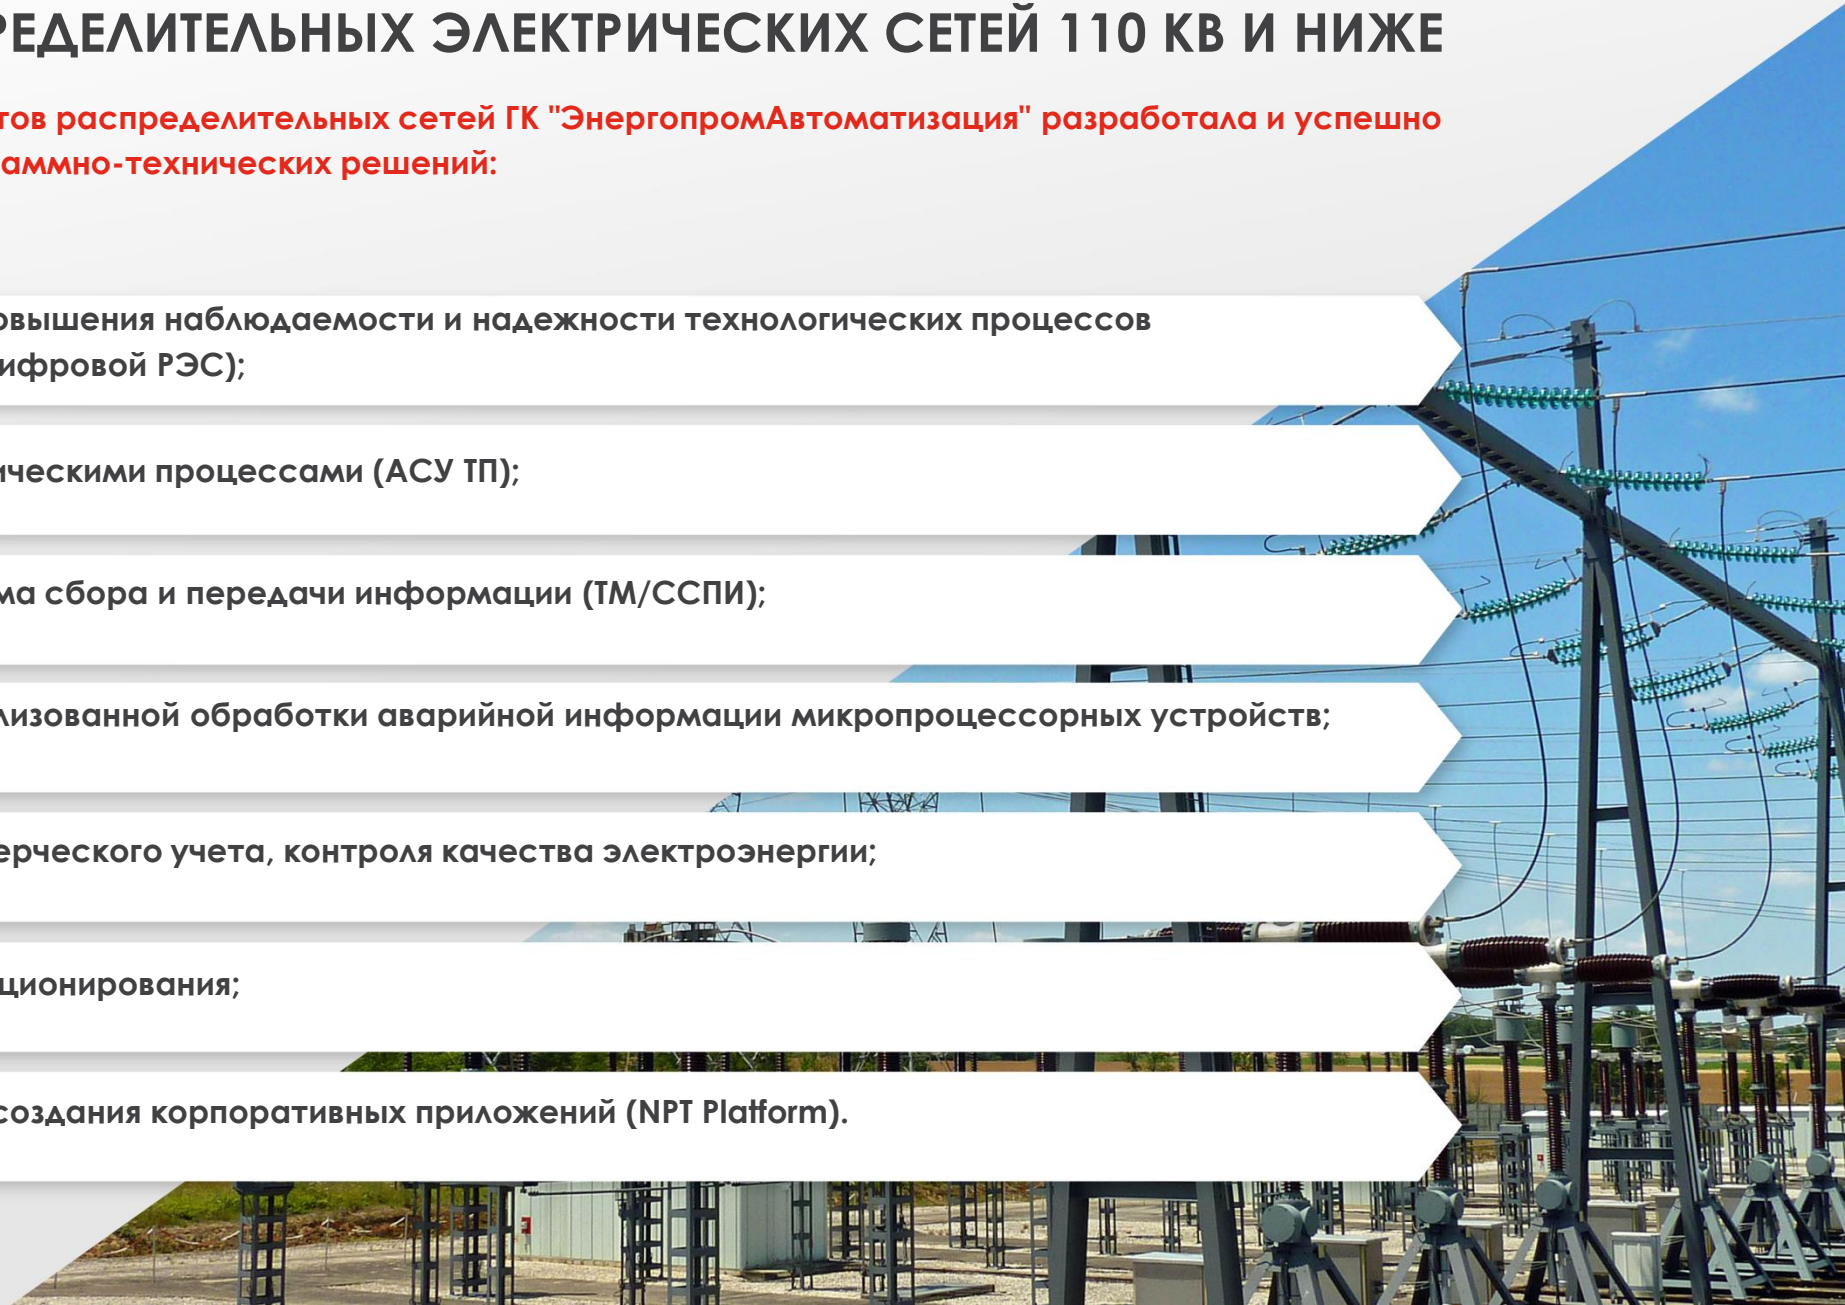 РЕДЕЛИТЕЛЬНЫХ ЭЛЕКТРИЧЕСКИХ СЕТЕЙ 110 КВ И НИЖЕ
тов распределительных сетей ГК "ЭнергопромАвтоматизация" разработала и успешно
аммно-технических решений:
овышения наблюдаемости и надежности технологических процессов
ифровой РЭС);
ическими процессами (АСУ ТП);
ма сбора и передачи информации (ТМ/ССПИ);
лизованной обработки аварийной информации микропроцессорных устройств;
ерческого учета, контроля качества электроэнергии;
ционирования;
создания корпоративных приложений (NPT Platform).